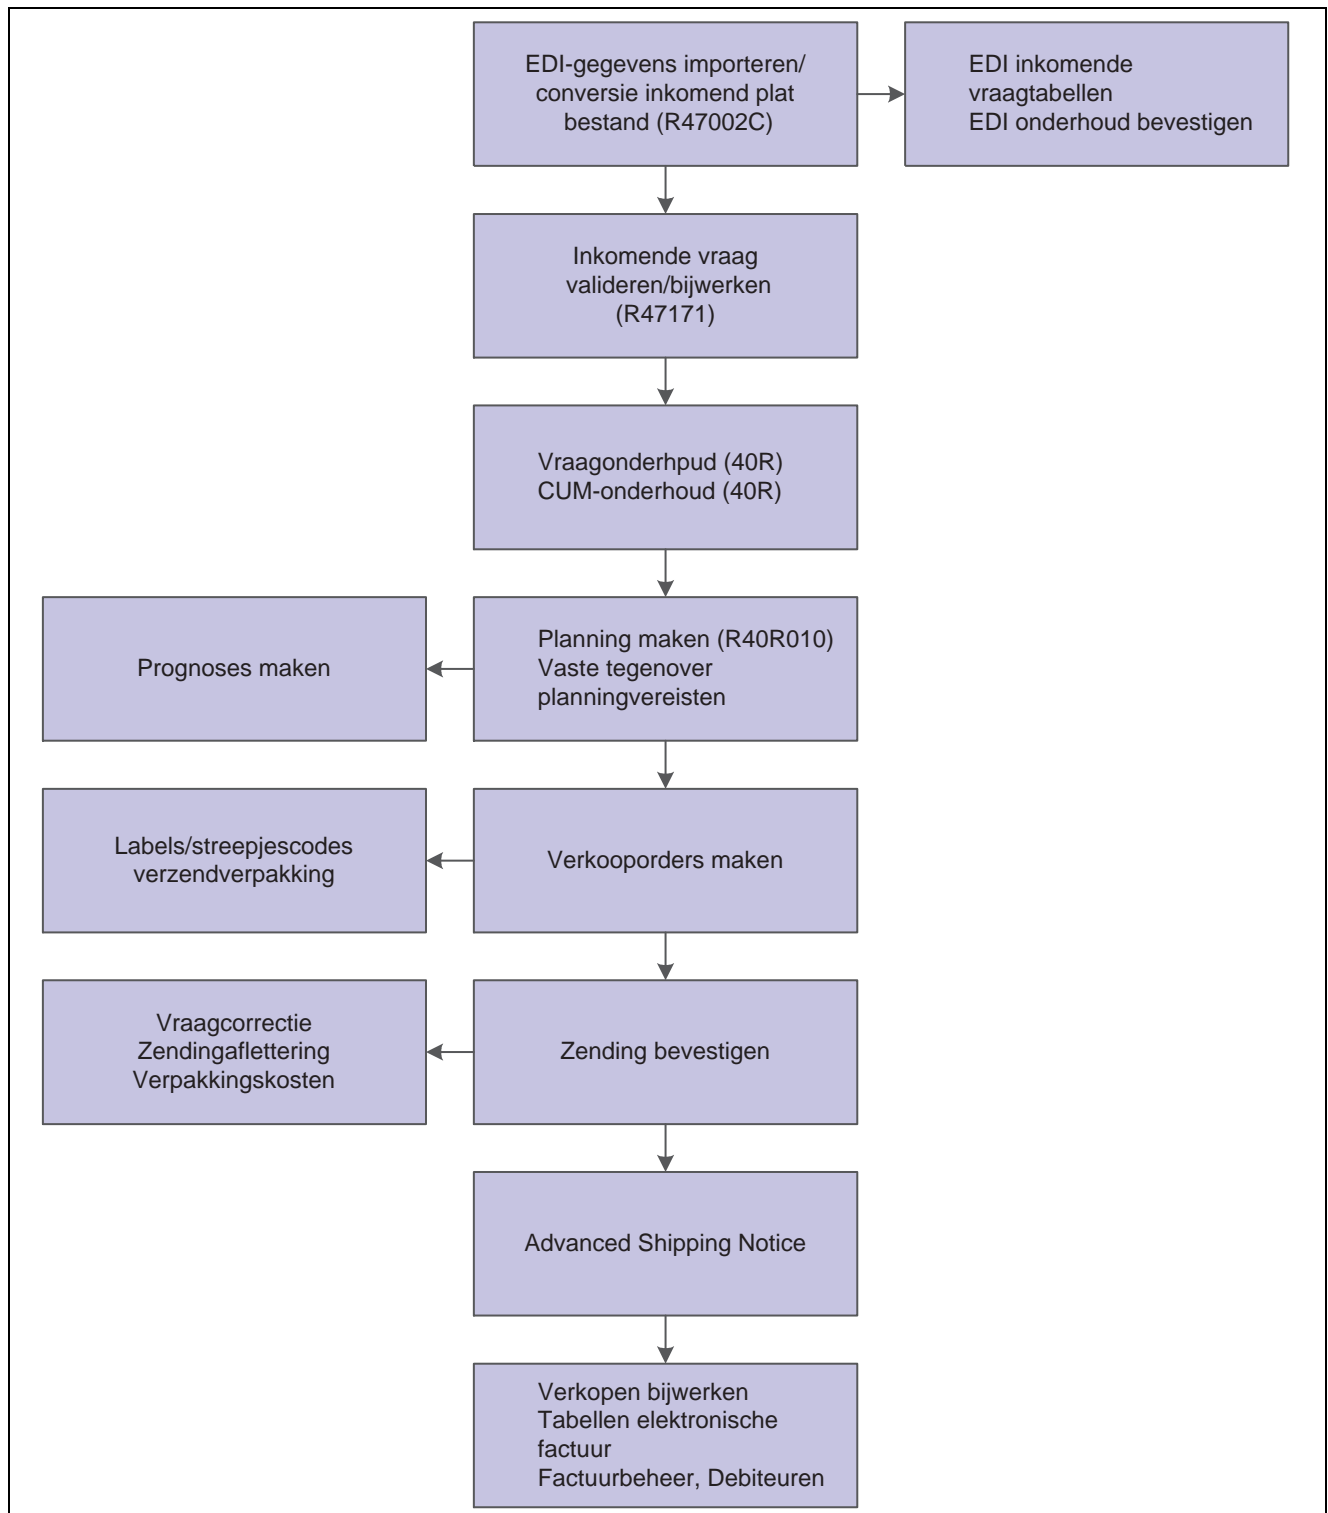 EDI-gegevens importeren/
conversie inkomend plat
bestand (R47002C)
EDI inkomende
vraagtabellen
EDI onderhoud bevestigen
Inkomende vraag
valideren/bijwerken
(R47171)
Vraagonderhpud (40R)
CUM-onderhoud (40R)
Prognoses maken
Planning maken (R40R010)
Vaste tegenover
planningvereisten
Labels/streepjescodes
verzendverpakking
Verkooporders maken
Vraagcorrectie
Zendingaflettering
Verpakkingskosten
Zending bevestigen
Advanced Shipping Notice
Verkopen bijwerken
Tabellen elektronische
factuur
Factuurbeheer, Debiteuren